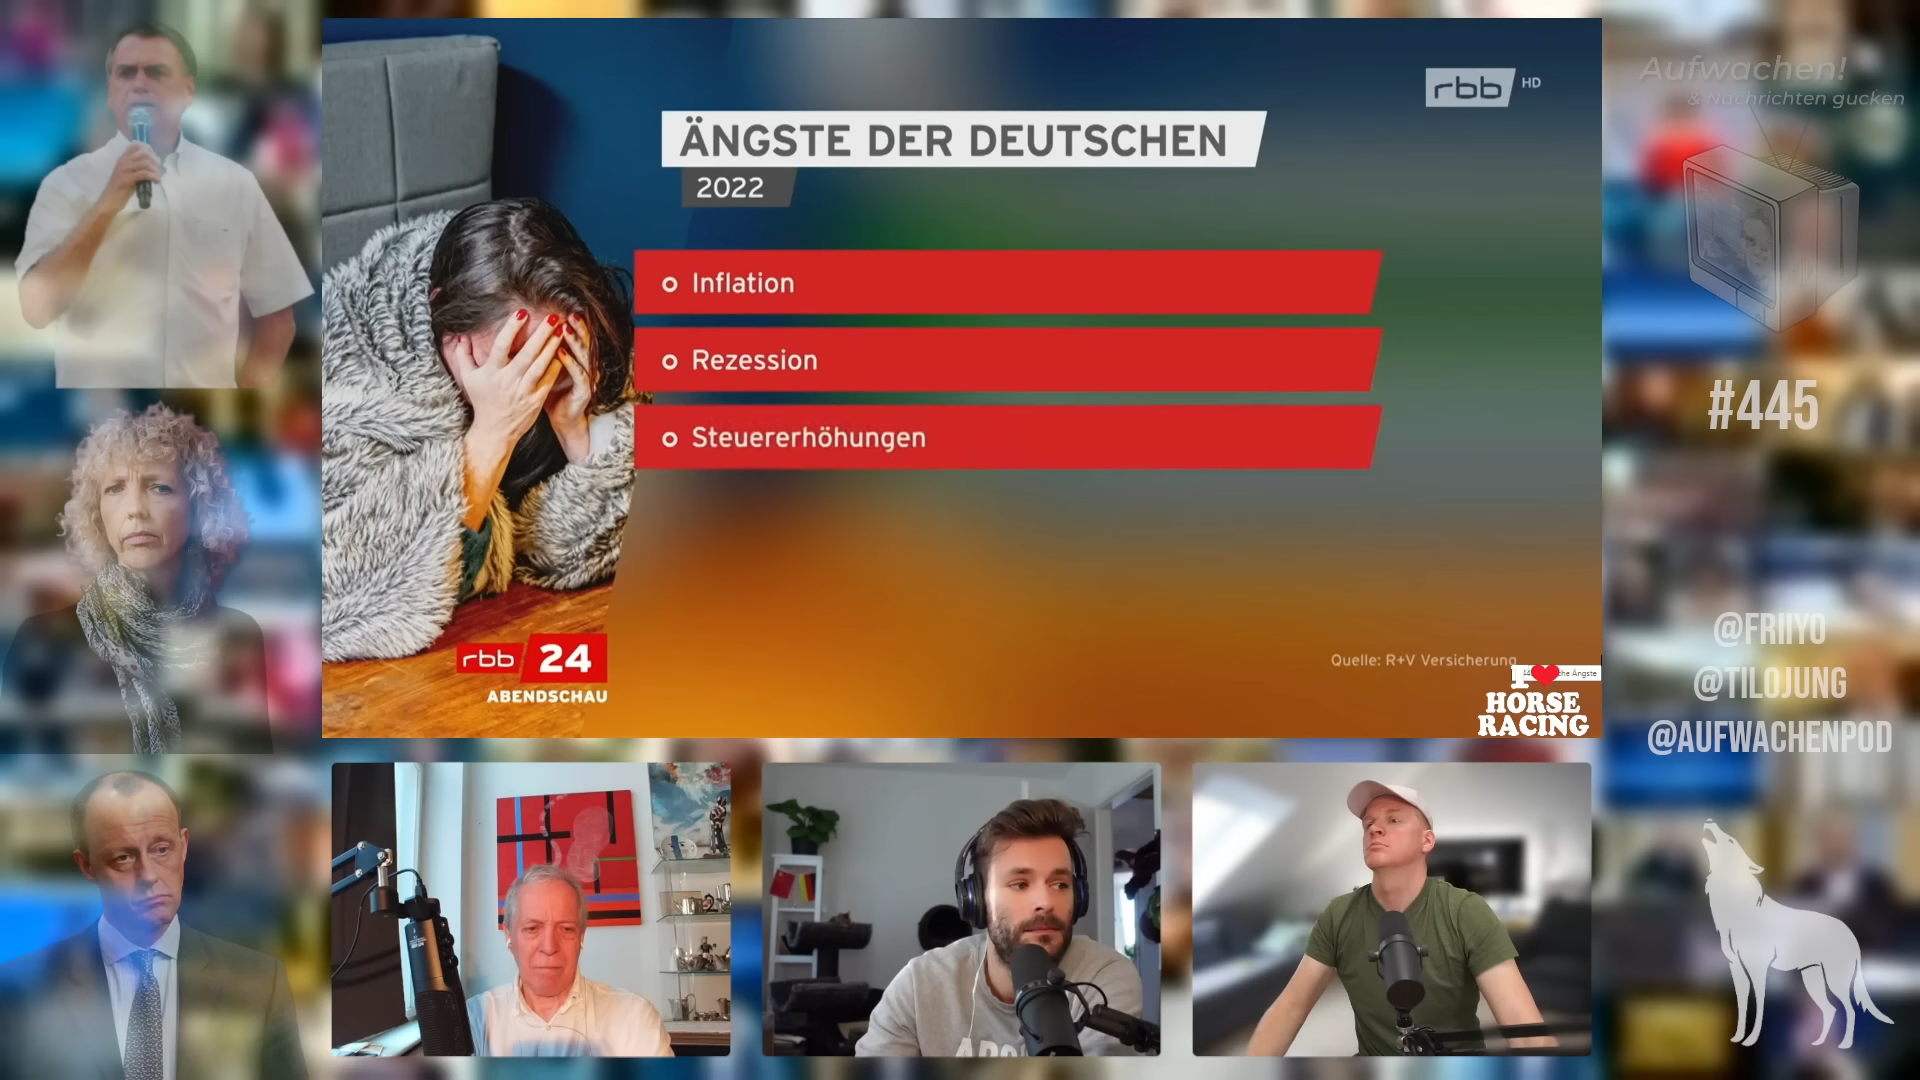 Aufwachen!
& Nachrichten gucken
rbb HD
ÄNGSTE DER DEUTSCHEN
2022
Inflation
Rezession
Steuererhöhungen
#445
@FRIIYO
@TILOJUNG
@AUFWACHENPOD
rbb 24
ABENDSCHAU
Quelle: R+V Versicherung
I
HORSE
RACING